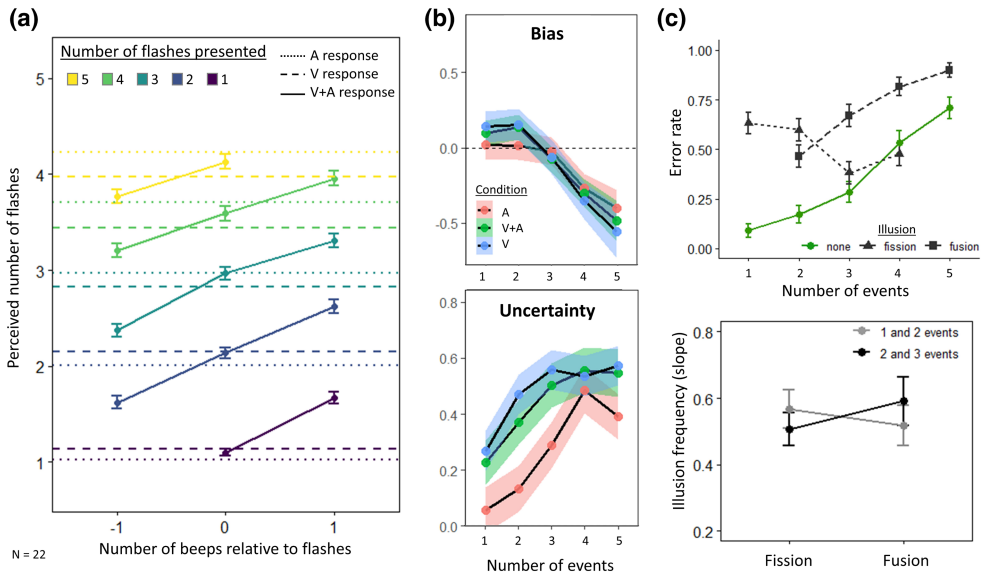 (a)
Number of flashes presented
5 4 3 2 1
A response
V response
V+A response
Perceived number of flashes
5
4
3
2
1
-1 0 1
Number of beeps relative to flashes
N = 22
(b)
Bias
0.5
0.0
-0.5
Condition
A
V+A
V
1 2 3 4 5
Uncertainty
0.8
0.6
0.4
0.2
0.0
1 2 3 4 5
Number of events
(c)
Error rate
1.00
0.75
0.50
0.25
0.00
Illusion
none fission fusion
1 2 3 4 5
Number of events
Illusion frequency (slope)
0.8
0.6
0.4
0.2
1 and 2 events
2 and 3 events
Fission Fusion